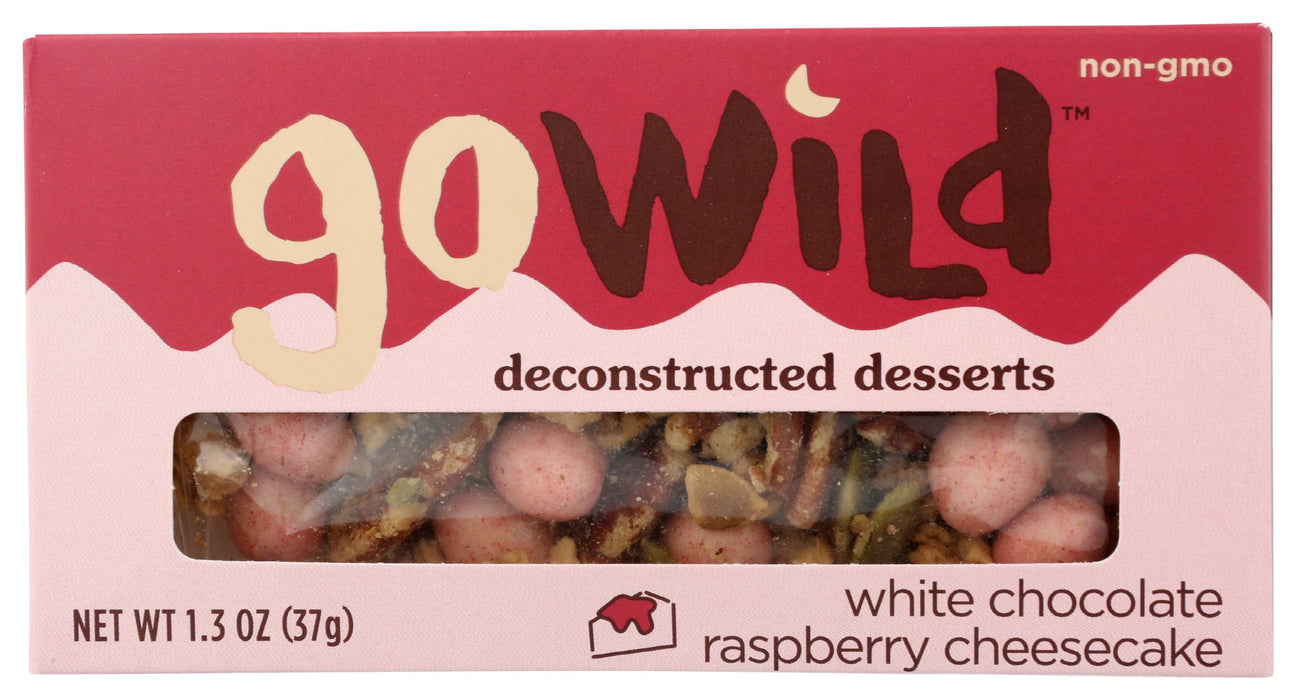 non-gmo
gowild™
deconstructed desserts
NET WT 1.3 OZ (37g)
white chocolate
raspberry cheesecake